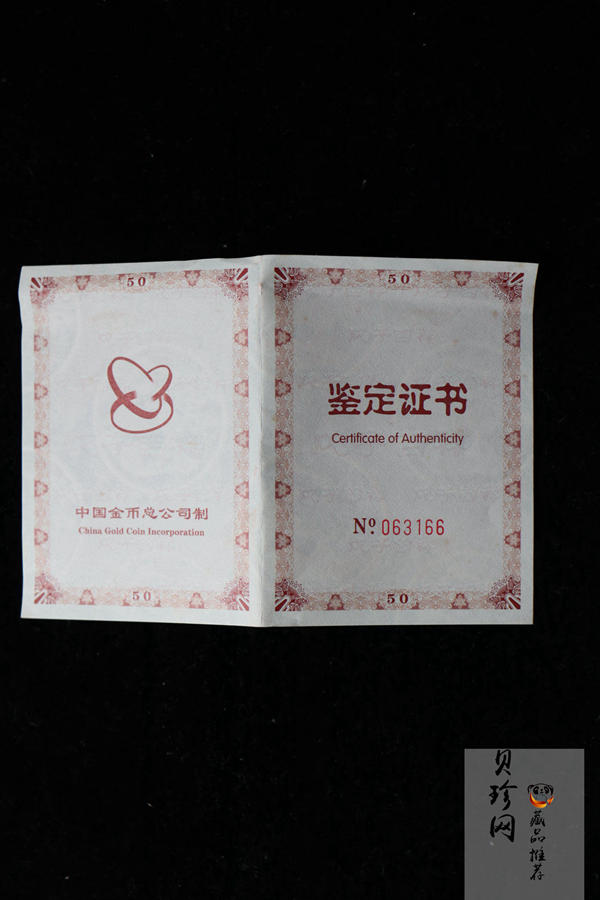 50
中国金币总公司制
China Gold Coin Incorporation
50
50
鉴定证书
Certificate of Authenticity
Nº 063166
50
贝珍网
藏品推荐